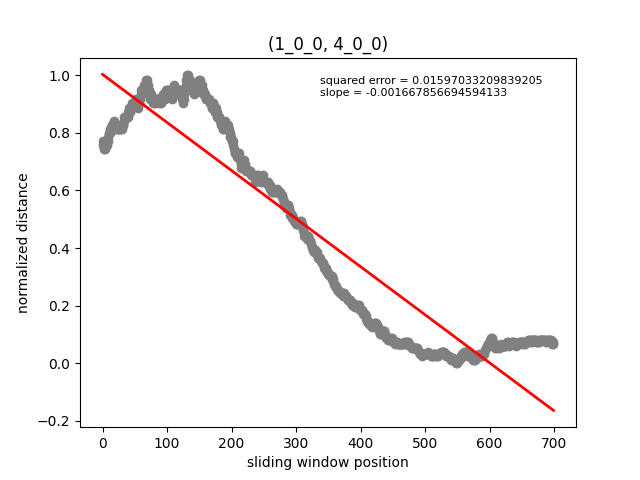 (1_0_0, 4_0_0)
squared error = 0.01597033209839205
slope = -0.001667856694594133
1.0
0.8
0.6
0.4
0.2
0.0
−0.2
normalized distance
0 100 200 300 400 500 600 700
sliding window position